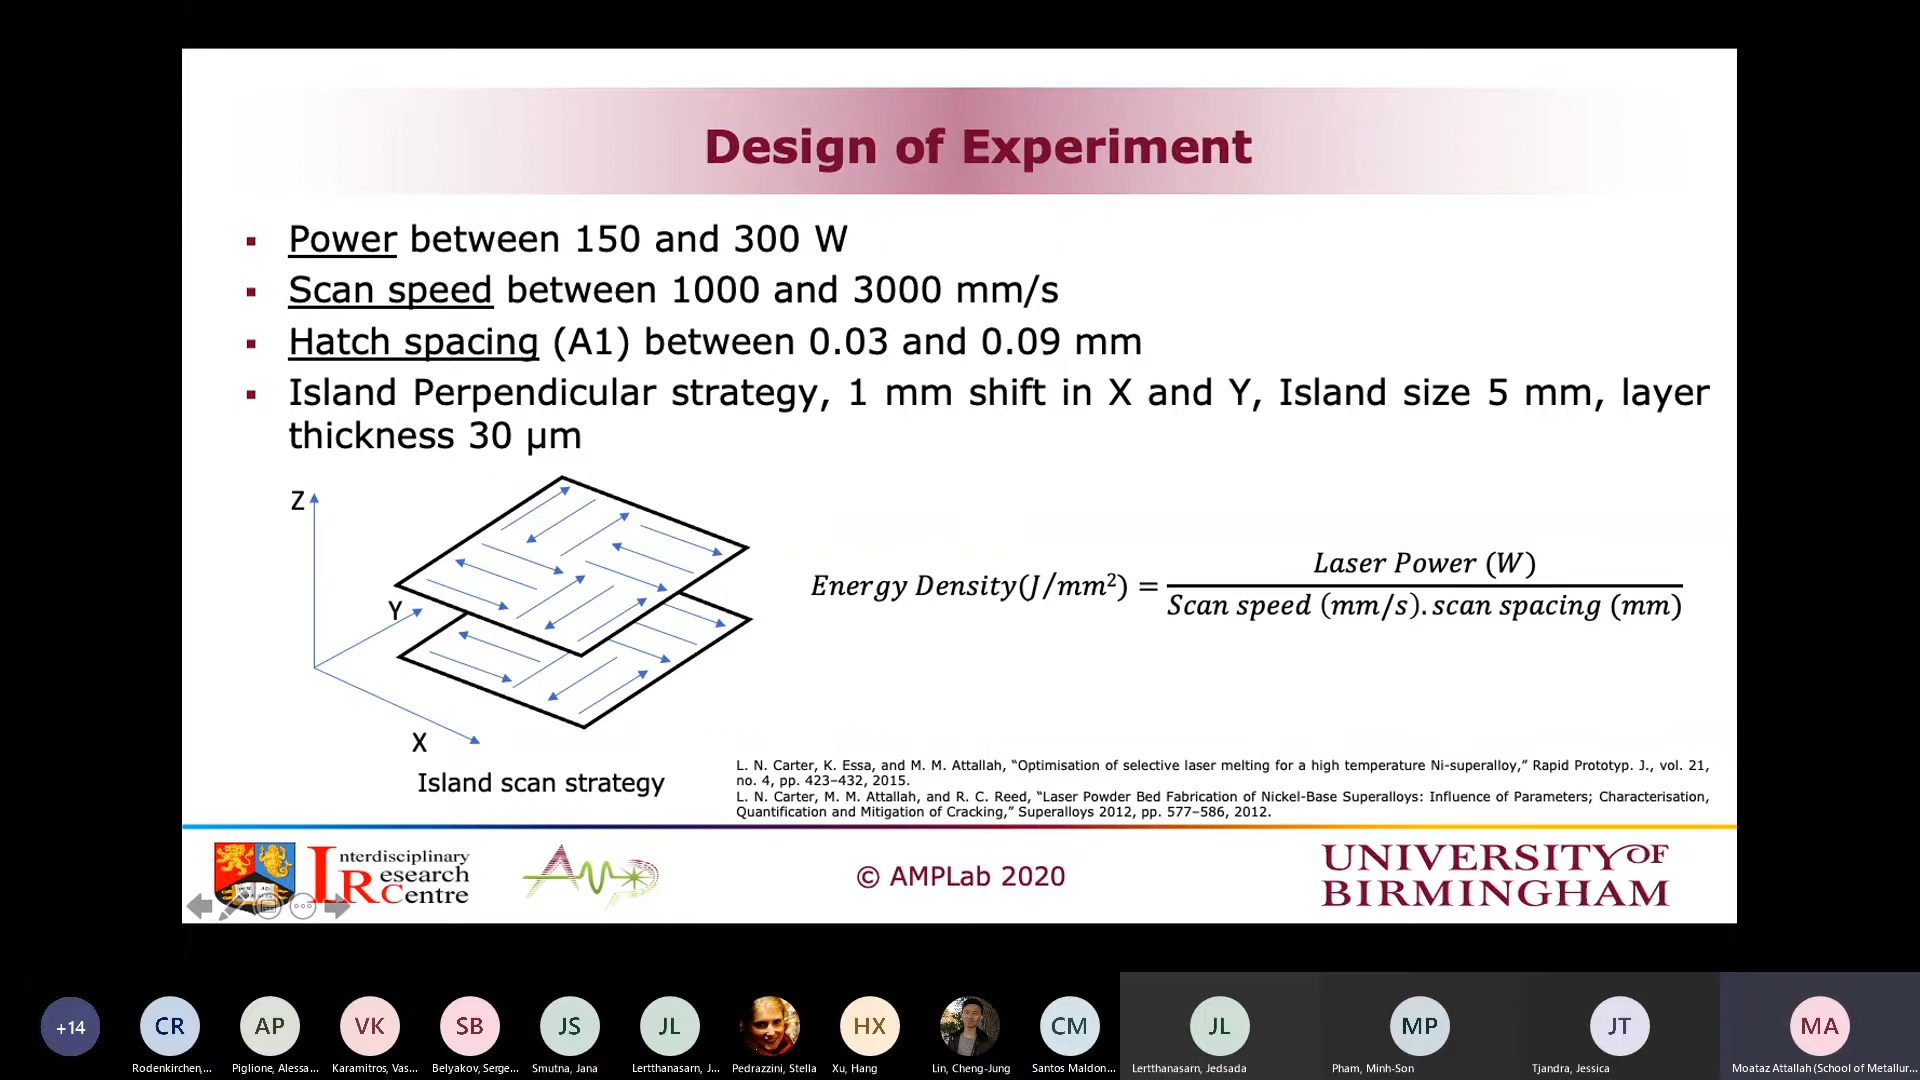 Design of Experiment
▪ Power between 150 and 300 W
▪ Scan speed between 1000 and 3000 mm/s
▪ Hatch spacing (A1) between 0.03 and 0.09 mm
▪ Island Perpendicular strategy, 1 mm shift in X and Y, Island size 5 mm, layer
thickness 30 µm
Z
Y
X
Island scan strategy
Energy Density(J/mm²) = Laser Power (W)
Scan speed (mm/s). scan spacing (mm)
L. N. Carter, K. Essa, and M. M. Attallah, “Optimisation of selective laser melting for a high temperature Ni-superalloy,” Rapid Prototyp. J., vol. 21,
no. 4, pp. 423–432, 2015.
L. N. Carter, M. M. Attallah, and R. C. Reed, “Laser Powder Bed Fabrication of Nickel-Base Superalloys: Influence of Parameters; Characterisation,
Quantification and Mitigation of Cracking,” Superalloys 2012, pp. 577–586, 2012.
Interdisciplinary
Research
Centre
AMP
© AMPLab 2020
UNIVERSITY OF
BIRMINGHAM
+14
CR
AP
VK
SB
JS
JL
HX
CM
JL
MP
JT
MA
Rodenkirchen,...
Piglione, Alessa...
Karamitros, Vas...
Belyakov, Serge...
Smutna, Jana
Lertthanasarn, J...
Pedrazzini, Stella
Xu, Hang
Lin, Cheng-Jung
Santos Maldon...
Lertthanasarn, Jedsada
Pham, Minh-Son
Tjandra, Jessica
Moataz Attallah (School of Metallur...